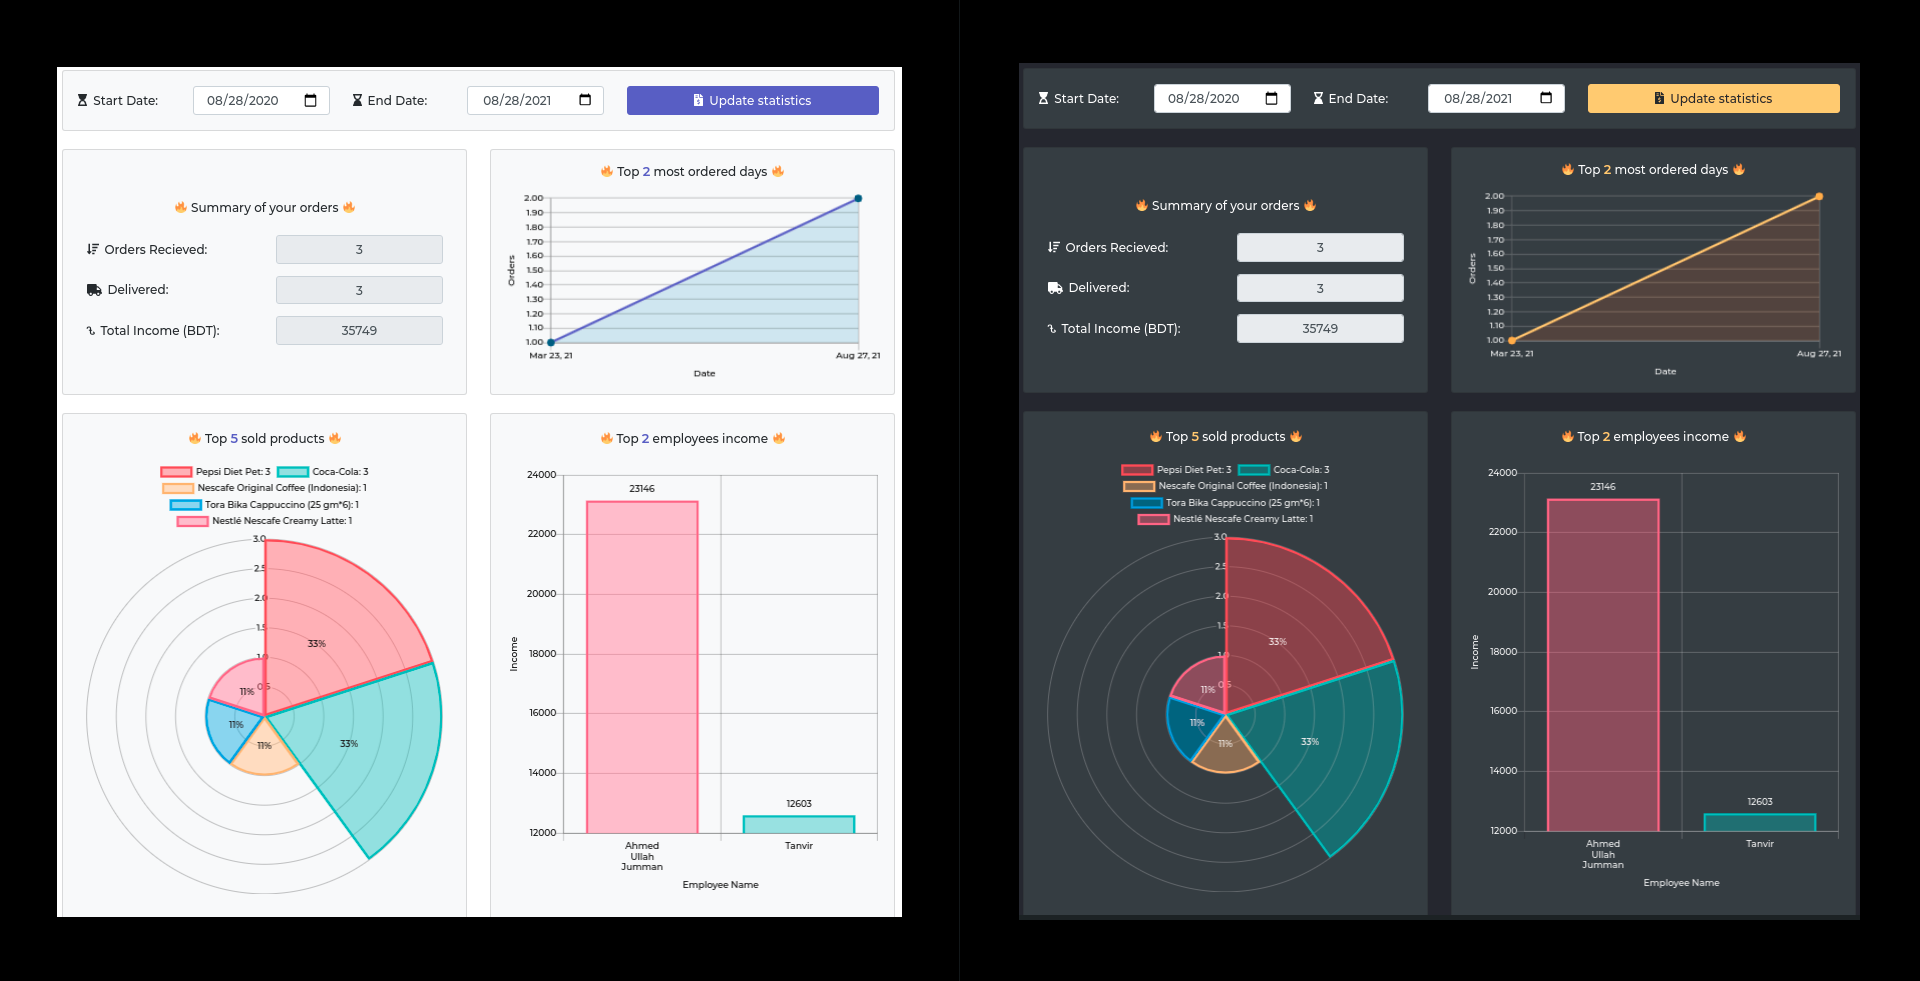 Start Date: 08/28/2020 End Date: 08/28/2021 Update statistics
🔥 Summary of your orders 🔥
Orders Recieved: 3
Delivered: 3
Total Income (BDT): 35749
🔥 Top 2 most ordered days 🔥
2.00
1.90
1.80
1.70
1.60
1.50
1.40
1.30
1.20
1.10
1.00
Orders
Mar 23, 21 Aug 27, 21
Date
🔥 Top 5 sold products 🔥
Pepsi Diet Pet: 3 Coca-Cola: 3
Nescafe Original Coffee (Indonesia): 1
Tora Bika Cappuccino (25 gm*6): 1
Nestlé Nescafe Creamy Latte: 1
3.0
2.5
2.0
1.5
1.0
0.5
33%
33%
11%
11%
11%
🔥 Top 2 employees income 🔥
24000
22000
20000
18000
16000
14000
12000
Income
23146
12603
Ahmed Tanvir
Ullah
Jumman
Employee Name
Start Date: 08/28/2020 End Date: 08/28/2021 Update statistics
🔥 Summary of your orders 🔥
Orders Recieved: 3
Delivered: 3
Total Income (BDT): 35749
🔥 Top 2 most ordered days 🔥
2.00
1.90
1.80
1.70
1.60
1.50
1.40
1.30
1.20
1.10
1.00
Orders
Mar 23, 21 Aug 27, 21
Date
🔥 Top 5 sold products 🔥
Pepsi Diet Pet: 3 Coca-Cola: 3
Nescafe Original Coffee (Indonesia): 1
Tora Bika Cappuccino (25 gm*6): 1
Nestlé Nescafe Creamy Latte: 1
3.0
2.5
2.0
1.5
1.0
0.5
33%
33%
11%
11%
11%
🔥 Top 2 employees income 🔥
24000
22000
20000
18000
16000
14000
12000
Income
23146
12603
Ahmed Tanvir
Ullah
Jumman
Employee Name